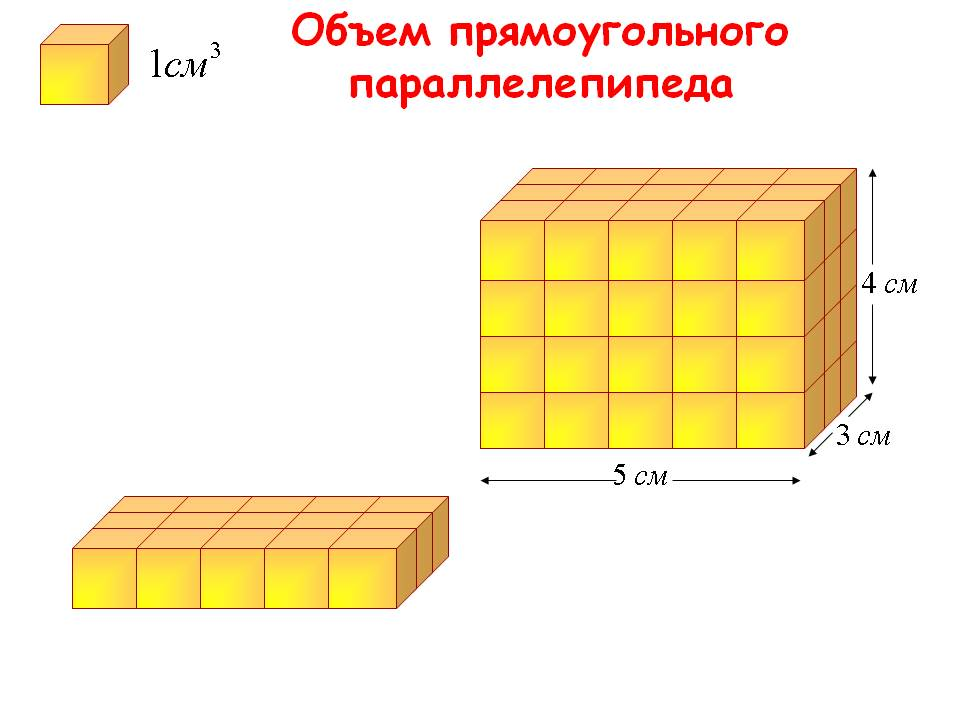 Объем прямоугольного
параллелепипеда
1см³
4 см
3 см
5 см